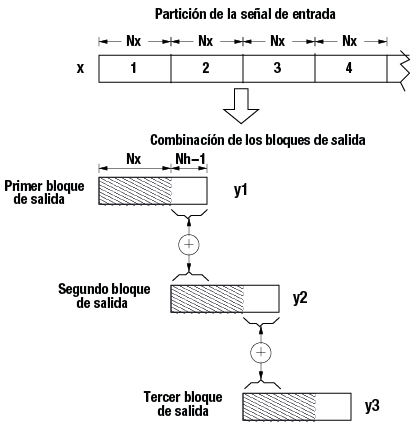 Partición de la señal de entrada
Nx Nx Nx Nx
x 1 2 3 4
Combinación de los bloques de salida
Nx Nh-1
Primer bloque
de salida
y1
+
Segundo bloque
de salida
y2
+
Tercer bloque
de salida
y3